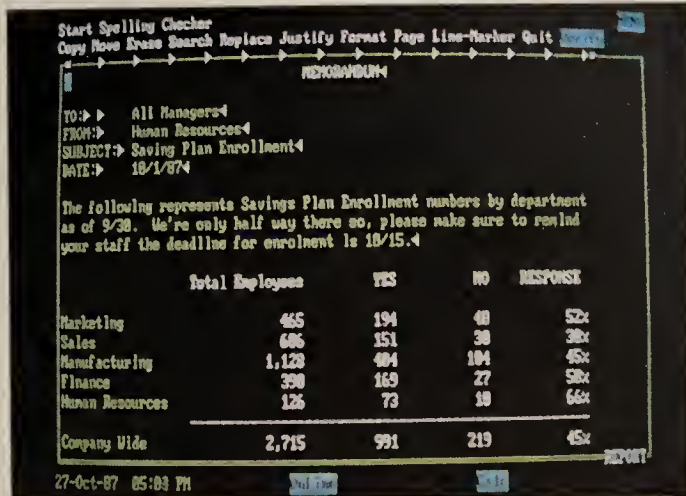 Start Spelling Checker
Copy Move Erase Search Replace Justify Format Page Line-Marker Quit
MEMORANDUM
TO: All Managers
FROM: Human Resources
SUBJECT: Saving Plan Enrollment
DATE: 10/1/87
The following represents Savings Plan Enrollment numbers by department
as of 9/30. We're only half way there so, please make sure to remind
your staff the deadline for enrolment is 10/15.
Total Employees YES NO RESPONSE
Marketing 465 194 48 52%
Sales 606 151 30 30%
Manufacturing 1,128 404 104 45%
Finance 390 169 27 50%
Human Resources 126 73 10 66%
Company Wide 2,715 991 219 45%
REPORT
27-Oct-87 05:03 PM